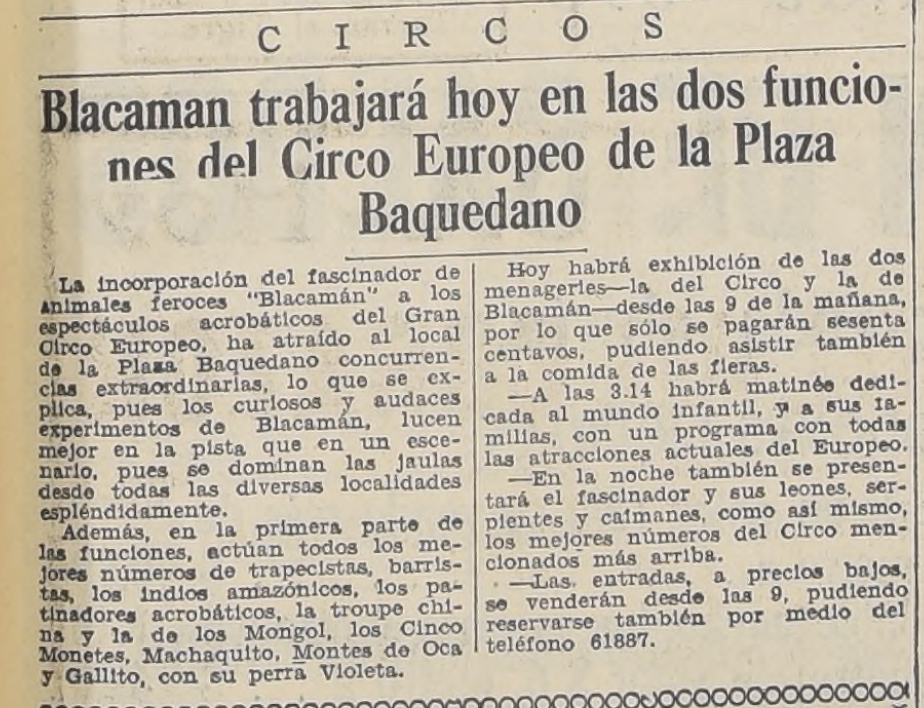 CIRCOS
Blacaman trabajará hoy en las dos funcio-
nes del Circo Europeo de la Plaza
Baquedano
La incorporación del fascinador de
animales feroces "Blacamán" a los
espectáculos acrobáticos del Gran
Circo Europeo, ha atraído al local
de la Plaza Baquedano concurren-
cias extraordinarias, lo que se ex-
plica, pues los curiosos y audaces
experimentos de Blacamán, lucen
mejor en la pista que en un esce-
nario, pues se dominan las jaulas
desde todas las diversas localidades
espléndidamente.
Además, en la primera parte de
las funciones, actúan todos los me-
jores números de trapecistas, barris-
tas, los indios amazónicos, los pa-
tinadores acrobáticos, la troupe chi-
na y la de los Mongol, los Cinco
Monetes, Machaquito, Montes de Oca
y Gallito, con su perra Violeta.
Hoy habrá exhibición de las dos
menageries—la del Circo y la de
Blacamán—desde las 9 de la mañana,
por lo que sólo se pagarán sesenta
centavos, pudiendo asistir también
a la comida de las fieras.
—A las 3.14 habrá matinée dedi-
cada al mundo infantil, y a sus fa-
milias, con un programa con todas
las atracciones actuales del Europeo.
—En la noche también se presen-
tará el fascinador y sus leones, ser-
pientes y caimanes, como así mismo,
los mejores números del Circo men-
cionados más arriba.
—Las entradas, a precios bajos,
se venderán desde las 9, pudiendo
reservarse también por medio del
teléfono 61887.